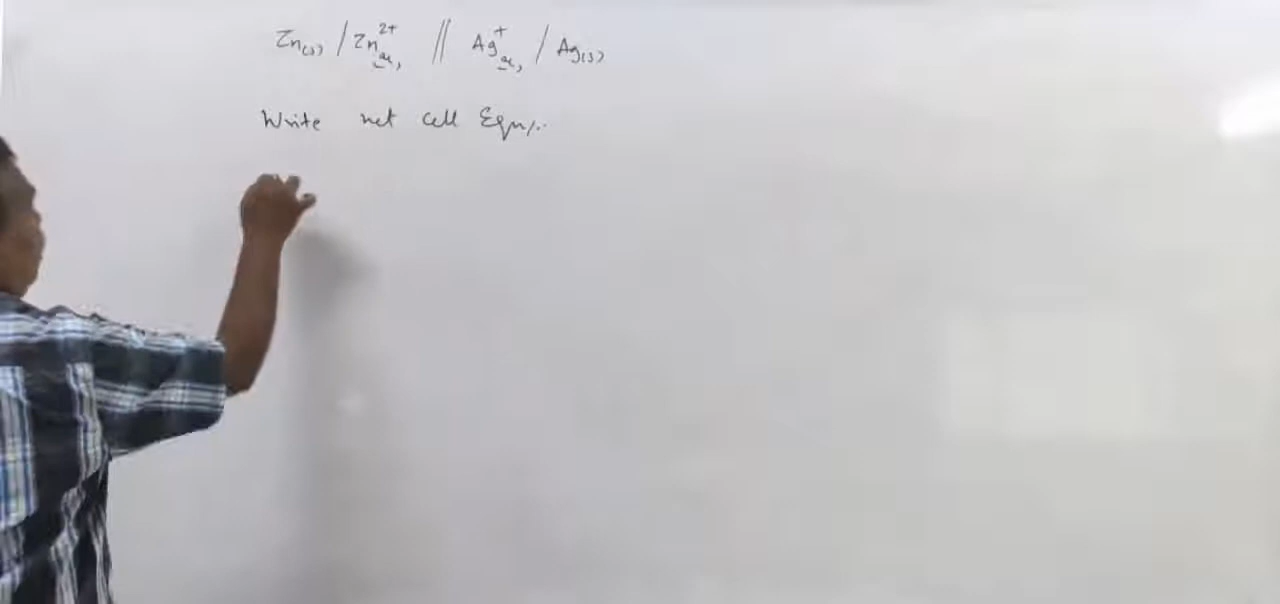 Zn(s) / Zn²⁺aq, // Ag⁺aq, / Ag(s)
Write net cell Eqn/..